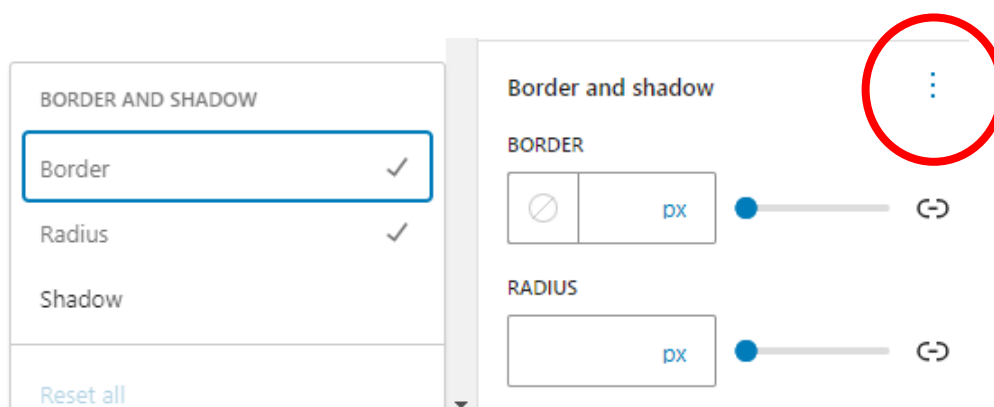 BORDER AND SHADOW
Border
Radius
Shadow
Reset all
Border and shadow
BORDER
px
RADIUS
px